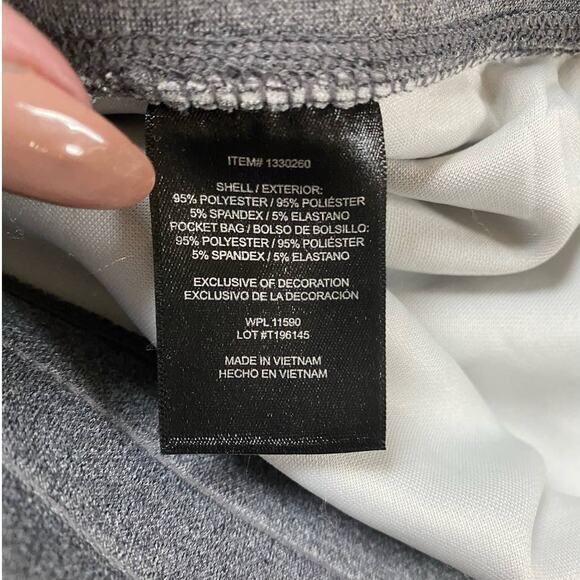 ITEM# 1330260
SHELL / EXTERIOR:
95% POLYESTER / 95% POLIÉSTER
5% SPANDEX / 5% ELASTANO
POCKET BAG / BOLSO DE BOLSILLO:
95% POLYESTER / 95% POLIÉSTER
5% SPANDEX / 5% ELASTANO
EXCLUSIVE OF DECORATION
EXCLUSIVO DE LA DECORACIÓN
WPL 11590
LOT #T196145
MADE IN VIETNAM
HECHO EN VIETNAM